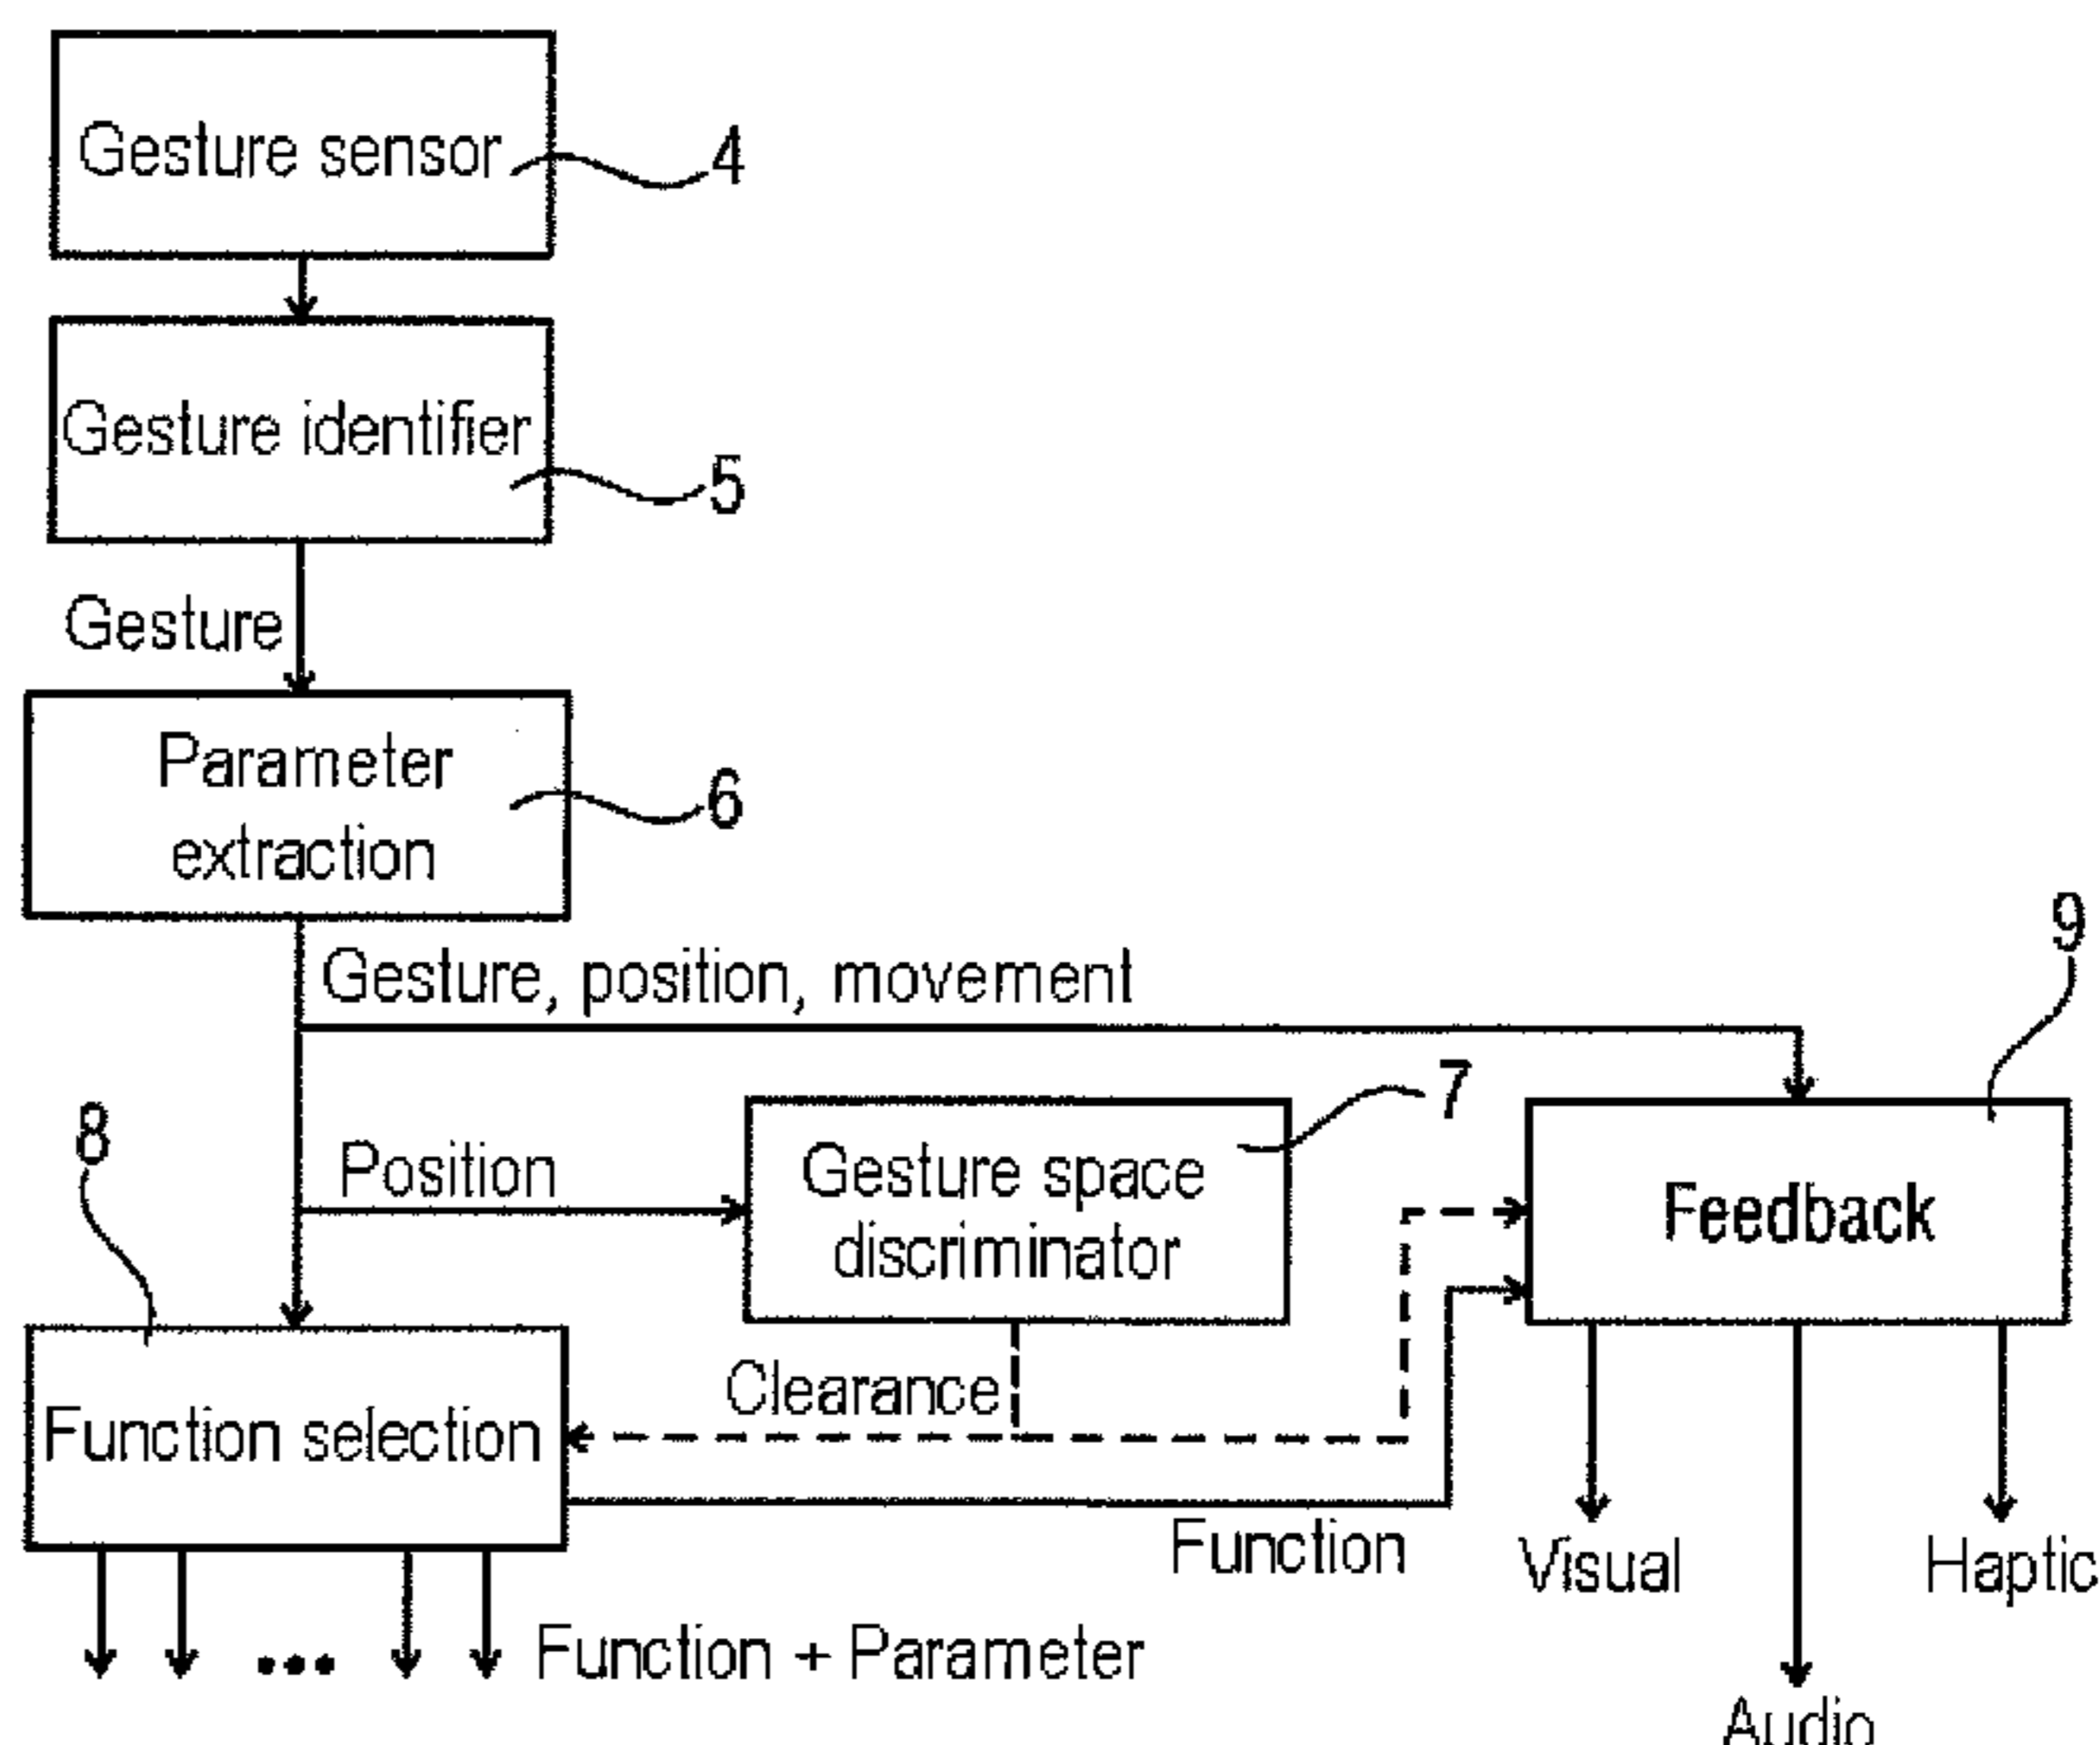 Gesture sensor
4
Gesture identifier
5
Gesture
Parameter
extraction
6
Gesture, position, movement
9
7
8
Position
Gesture space
discriminator
Feedback
Clearance
Function selection
Function
Visual
Haptic
Function + Parameter
Audio